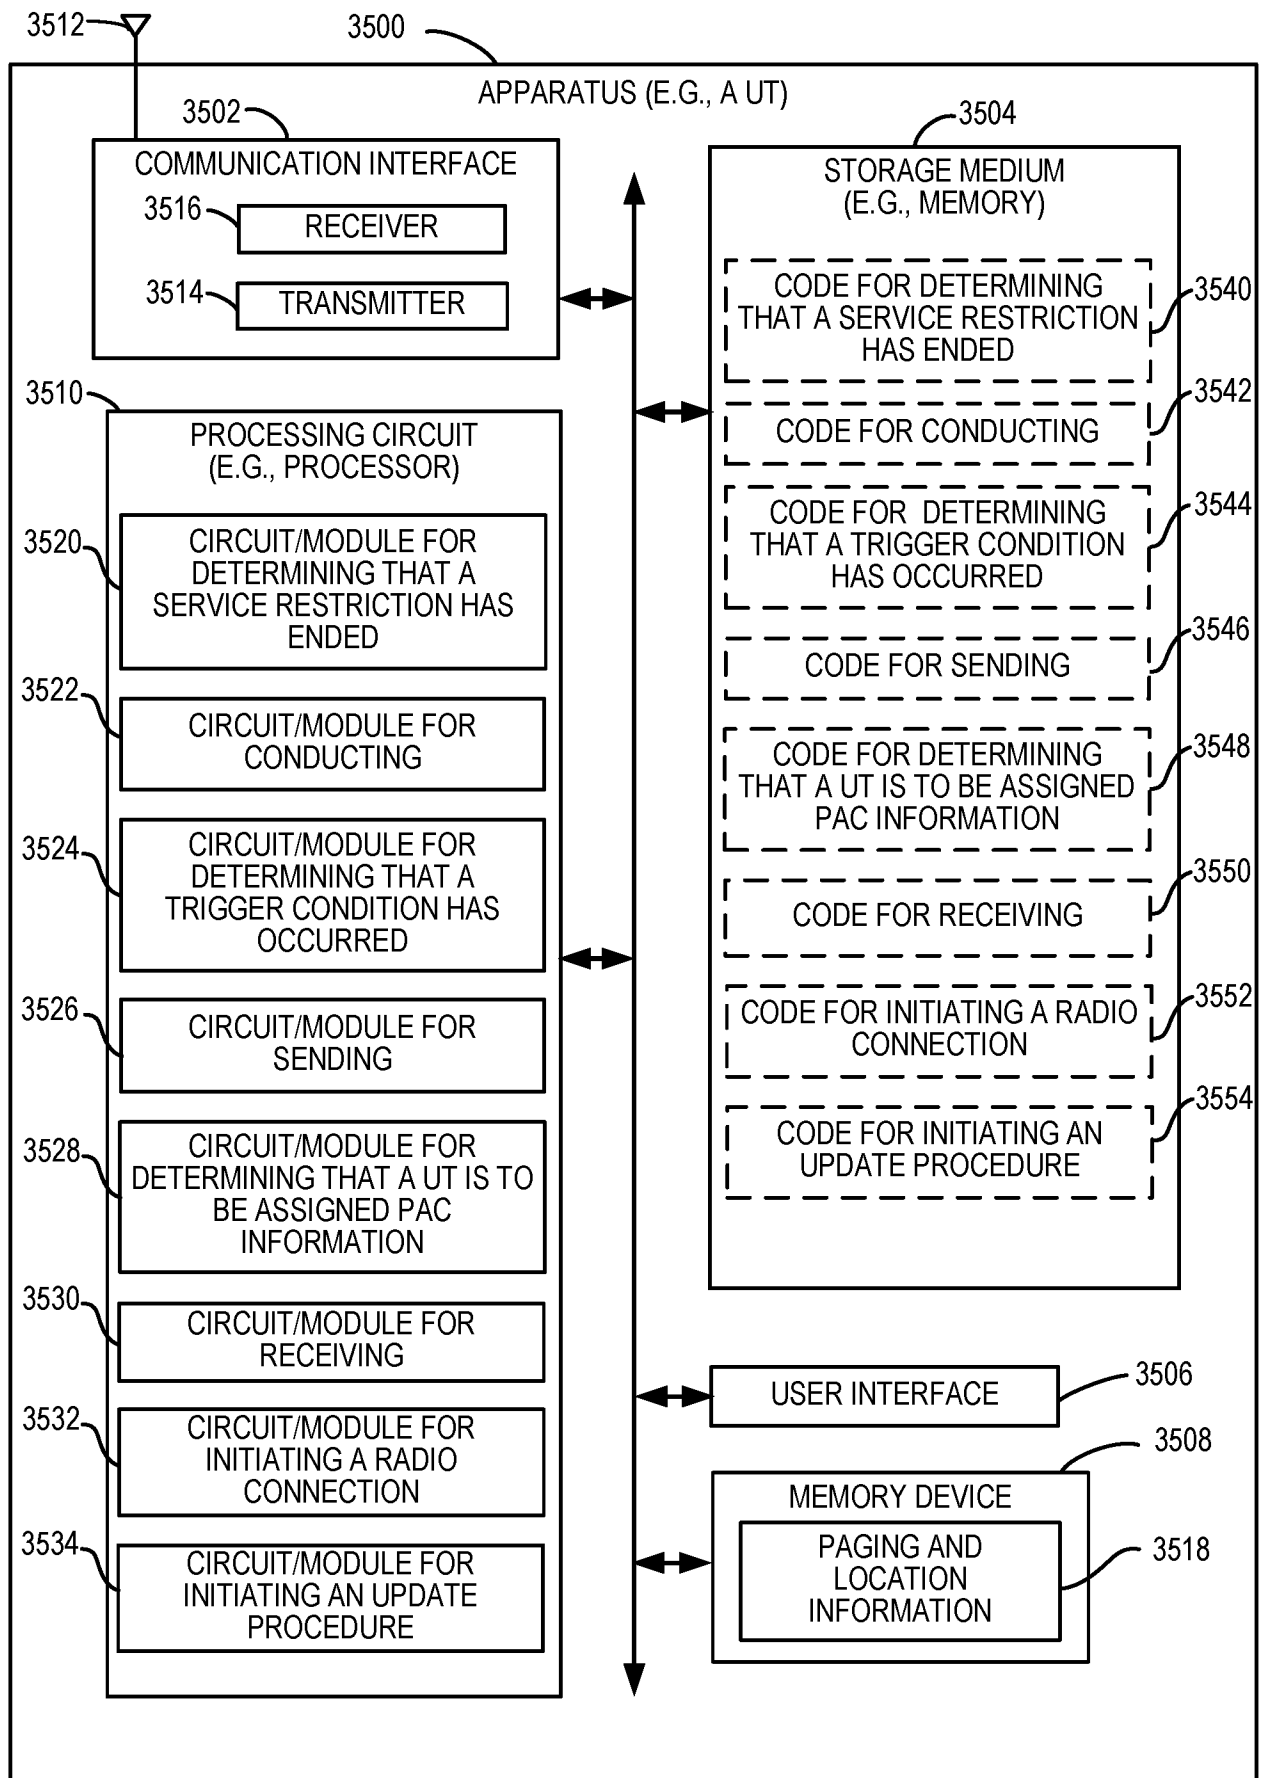 3512
3500
APPARATUS (E.G., A UT)
3502
COMMUNICATION INTERFACE
3516
RECEIVER
3514
TRANSMITTER
3510
PROCESSING CIRCUIT
(E.G., PROCESSOR)
3520
CIRCUIT/MODULE FOR
DETERMINING THAT A
SERVICE RESTRICTION HAS
ENDED
3522
CIRCUIT/MODULE FOR
CONDUCTING
3524
CIRCUIT/MODULE FOR
DETERMINING THAT A
TRIGGER CONDITION HAS
OCCURRED
3526
CIRCUIT/MODULE FOR
SENDING
3528
CIRCUIT/MODULE FOR
DETERMINING THAT A UT IS TO
BE ASSIGNED PAC
INFORMATION
3530
CIRCUIT/MODULE FOR
RECEIVING
3532
CIRCUIT/MODULE FOR
INITIATING A RADIO
CONNECTION
3534
CIRCUIT/MODULE FOR
INITIATING AN UPDATE
PROCEDURE
3504
STORAGE MEDIUM
(E.G., MEMORY)
CODE FOR DETERMINING
THAT A SERVICE RESTRICTION
HAS ENDED
3540
CODE FOR CONDUCTING
3542
CODE FOR DETERMINING
THAT A TRIGGER CONDITION
HAS OCCURRED
3544
CODE FOR SENDING
3546
CODE FOR DETERMINING
THAT A UT IS TO BE ASSIGNED
PAC INFORMATION
3548
CODE FOR RECEIVING
3550
CODE FOR INITIATING A RADIO
CONNECTION
3552
CODE FOR INITIATING AN
UPDATE PROCEDURE
3554
USER INTERFACE
3506
3508
MEMORY DEVICE
PAGING AND
LOCATION
INFORMATION
3518